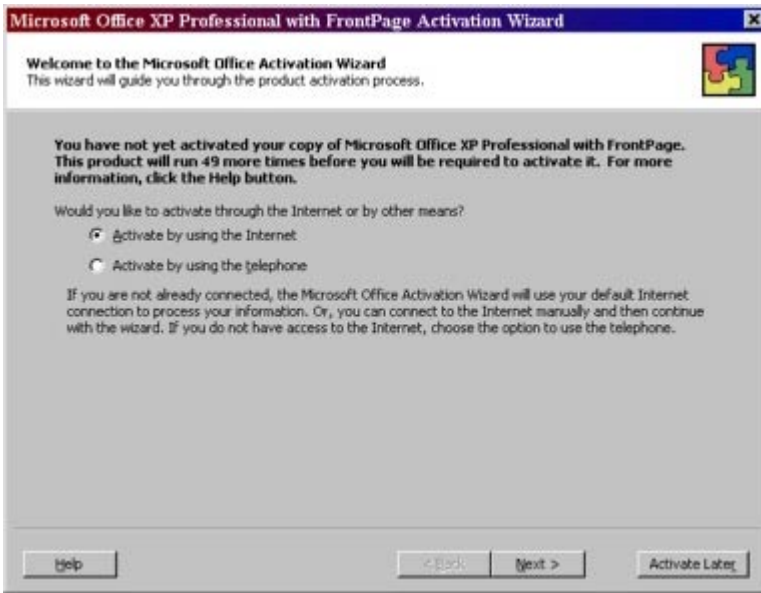 Microsoft Office XP Professional with FrontPage Activation Wizard
Welcome to the Microsoft Office Activation Wizard
This wizard will guide you through the product activation process.
You have not yet activated your copy of Microsoft Office XP Professional with FrontPage.
This product will run 49 more times before you will be required to activate it. For more
information, click the Help button.
Would you like to activate through the Internet or by other means?
Activate by using the Internet
Activate by using the telephone
If you are not already connected, the Microsoft Office Activation Wizard will use your default Internet
connection to process your information. Or, you can connect to the Internet manually and then continue
with the wizard. If you do not have access to the Internet, choose the option to use the telephone.
Help
< Back
Next >
Activate Later